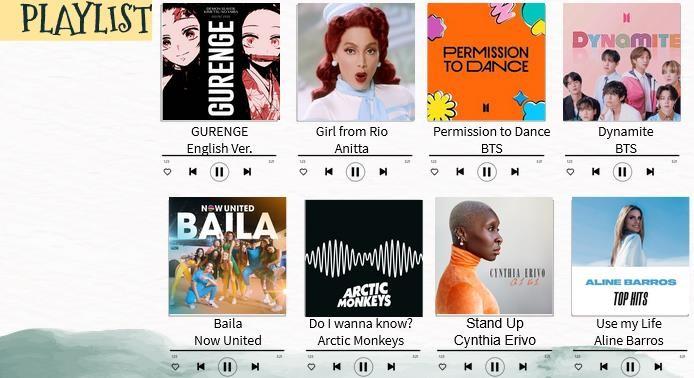 PLAYLIST
DEMON SLAYER
GURENGE
GURENGE
English Ver.
Girl from Rio
Anitta
PERMISSION
TO DANCE
Permission to Dance
BTS
DYNAMITE
Dynamite
BTS
NOW UNITED
BAILA
Baila
Now United
ARCTIC
MONKEYS
Do I wanna know?
Arctic Monkeys
CYNTHIA ERIVO
Stand Up
Cynthia Erivo
ALINE BARROS
TOP HITS
Use my Life
Aline Barros